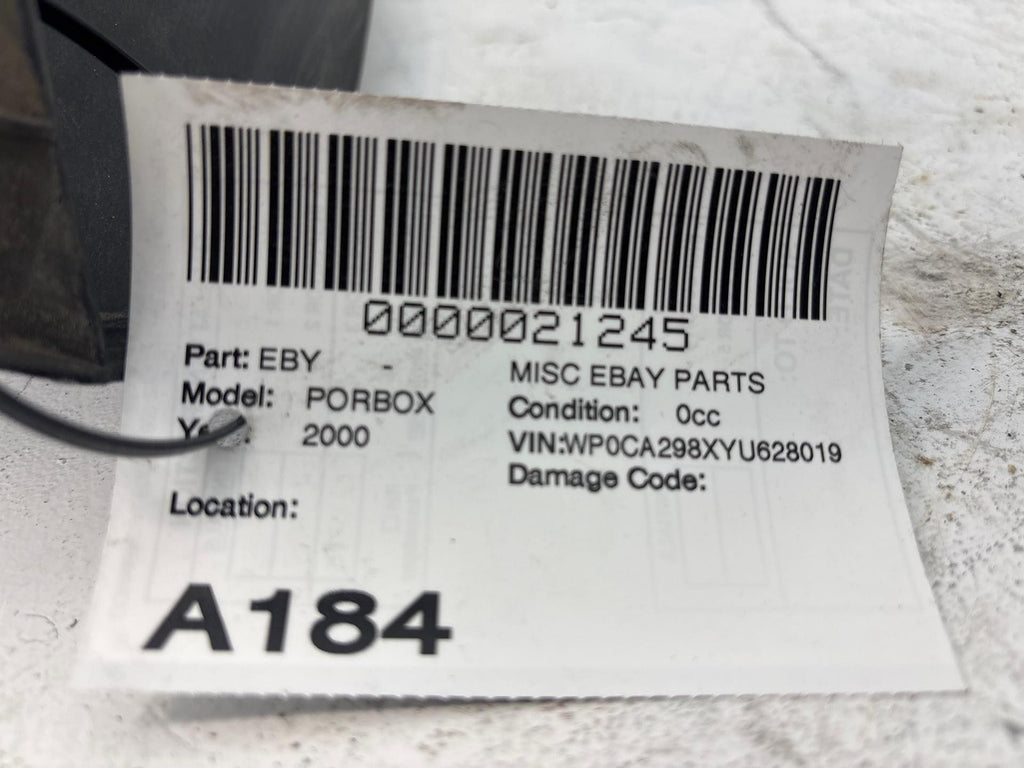 0000021245
Part: EBY - MISC EBAY PARTS
Model: PORBOX Condition: 0cc
2000 VIN:WP0CA298XYU628019
Damage Code:
Location:
A184